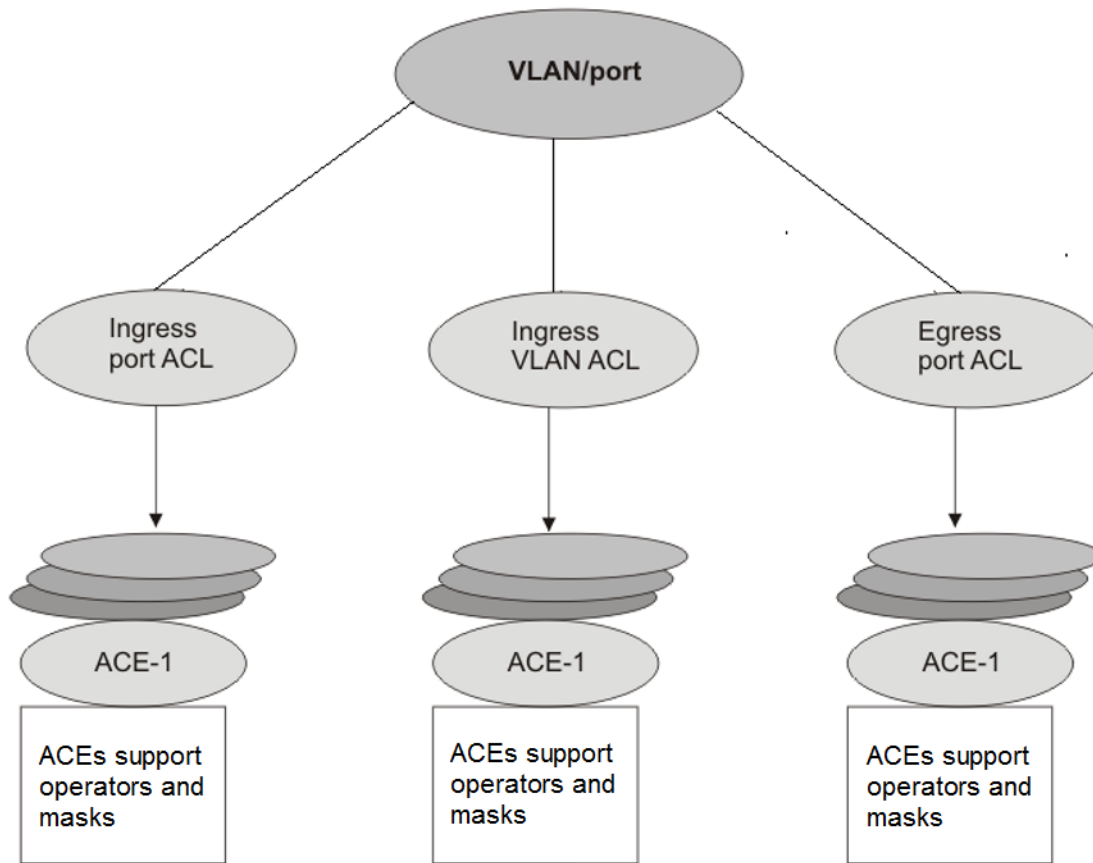 VLAN/port
Ingress
port ACL
Ingress
VLAN ACL
Egress
port ACL
ACE-1
ACE-1
ACE-1
ACEs support
operators and
masks
ACEs support
operators and
masks
ACEs support
operators and
masks